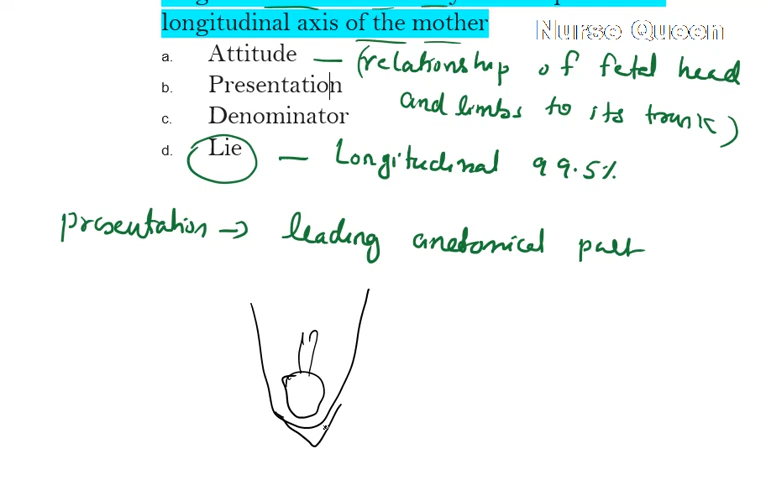 longitudinal axis of the mother
Nurse Queen
a. Attitude — (relationship of fetal head
b. Presentation and limbs to its trunk)
c. Denominator
d. Lie — Longitudinal 99.5%
presentation → leading anatomical part